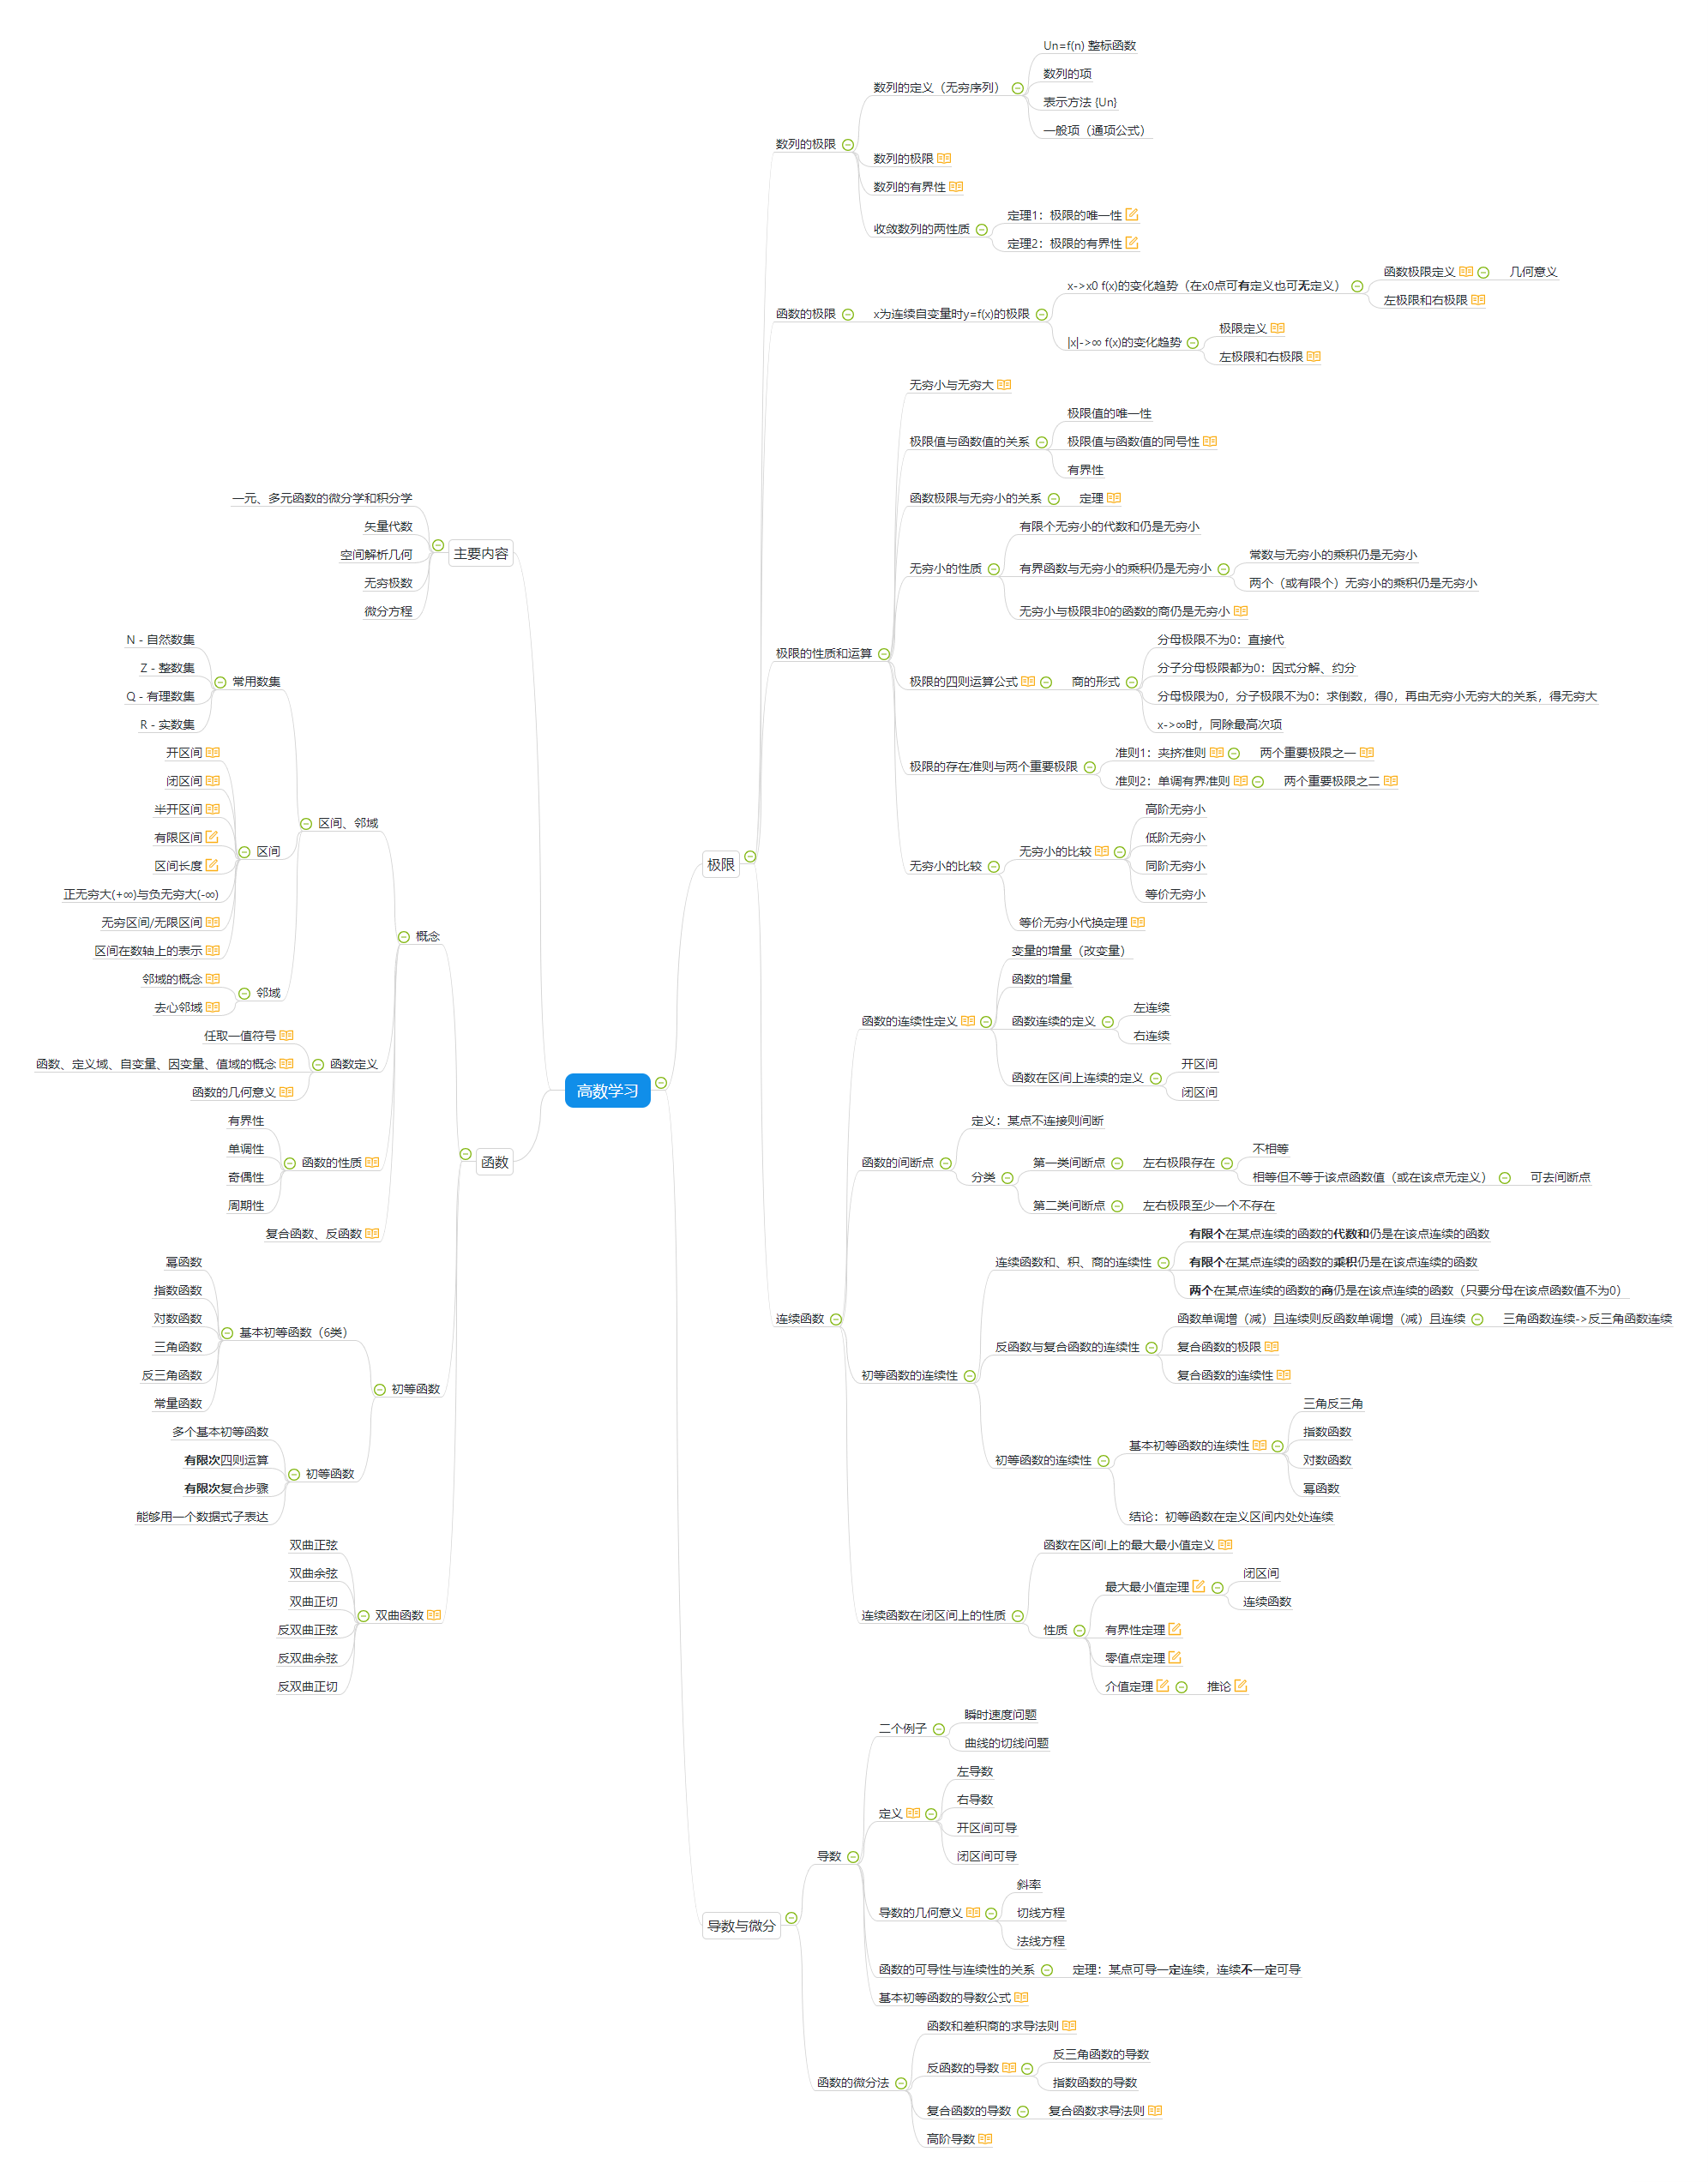 高数学习
主要内容
一元、多元函数的微分学和积分学
矢量代数
空间解析几何
无穷极数
微分方程
函数
概念
区间、邻域
常用数集
N - 自然数集
Z - 整数集
Q - 有理数集
R - 实数集
区间
开区间
闭区间
半开区间
有限区间
区间长度
正无穷大(+∞)与负无穷大(-∞)
无穷区间/无限区间
区间在数轴上的表示
邻域
邻域的概念
去心邻域
函数定义
任取一值符号
函数、定义域、自变量、因变量、值域的概念
函数的几何意义
函数的性质
有界性
单调性
奇偶性
周期性
复合函数、反函数
初等函数
基本初等函数（6类）
幂函数
指数函数
对数函数
三角函数
反三角函数
常量函数
初等函数
多个基本初等函数
有限次四则运算
有限次复合步骤
能够用一个数据式子表达
双曲函数
双曲正弦
双曲余弦
双曲正切
反双曲正弦
反双曲余弦
反双曲正切
极限
数列的极限
数列的定义（无穷序列）
Un=f(n) 整标函数
数列的项
表示方法 {Un}
一般项（通项公式）
数列的极限
数列的有界性
收敛数列的两性质
定理1：极限的唯一性
定理2：极限的有界性
函数的极限
x为连续自变量时y=f(x)的极限
x->x0 f(x)的变化趋势（在x0点可有定义也可无定义）
函数极限定义
几何意义
左极限和右极限
|x|->∞ f(x)的变化趋势
极限定义
左极限和右极限
极限的性质和运算
无穷小与无穷大
极限值与函数值的关系
极限值的唯一性
极限值与函数值的同号性
有界性
函数极限与无穷小的关系
定理
无穷小的性质
有限个无穷小的代数和仍是无穷小
有界函数与无穷小的乘积仍是无穷小
常数与无穷小的乘积仍是无穷小
两个（或有限个）无穷小的乘积仍是无穷小
无穷小与极限非0的函数的商仍是无穷小
极限的四则运算公式
商的形式
分母极限不为0：直接代
分子分母极限都为0：因式分解、约分
分母极限为0，分子极限不为0：求倒数，得0，再由无穷小无穷大的关系，得无穷大
x->∞时，同除最高次项
极限的存在准则与两个重要极限
准则1：夹挤准则
两个重要极限之一
准则2：单调有界准则
两个重要极限之二
无穷小的比较
无穷小的比较
高阶无穷小
低阶无穷小
同阶无穷小
等价无穷小
等价无穷小代换定理
连续函数
函数的连续性定义
变量的增量（改变量）
函数的增量
函数连续的定义
左连续
右连续
函数在区间上连续的定义
开区间
闭区间
函数的间断点
定义：某点不连接则间断
分类
第一类间断点
左右极限存在
不相等
相等但不等于该点函数值（或在该点无定义）
可去间断点
第二类间断点
左右极限至少一个不存在
初等函数的连续性
连续函数和、积、商的连续性
有限个在某点连续的函数的代数和仍是在该点连续的函数
有限个在某点连续的函数的乘积仍是在该点连续的函数
两个在某点连续的函数的商仍是在该点连续的函数（只要分母在该点函数值不为0）
反函数与复合函数的连续性
函数单调增（减）且连续则反函数单调增（减）且连续
三角函数连续->反三角函数连续
复合函数的极限
复合函数的连续性
初等函数的连续性
基本初等函数的连续性
三角反三角
指数函数
对数函数
幂函数
结论：初等函数在定义区间内处处连续
连续函数在闭区间上的性质
函数在区间I上的最大最小值定义
性质
最大最小值定理
闭区间
连续函数
有界性定理
零值点定理
介值定理
推论
导数与微分
导数
二个例子
瞬时速度问题
曲线的切线问题
定义
左导数
右导数
开区间可导
闭区间可导
导数的几何意义
斜率
切线方程
法线方程
函数的可导性与连续性的关系
定理：某点可导一定连续，连续不一定可导
基本初等函数的导数公式
函数的微分法
函数和差积商的求导法则
反函数的导数
反三角函数的导数
指数函数的导数
复合函数的导数
复合函数求导法则
高阶导数